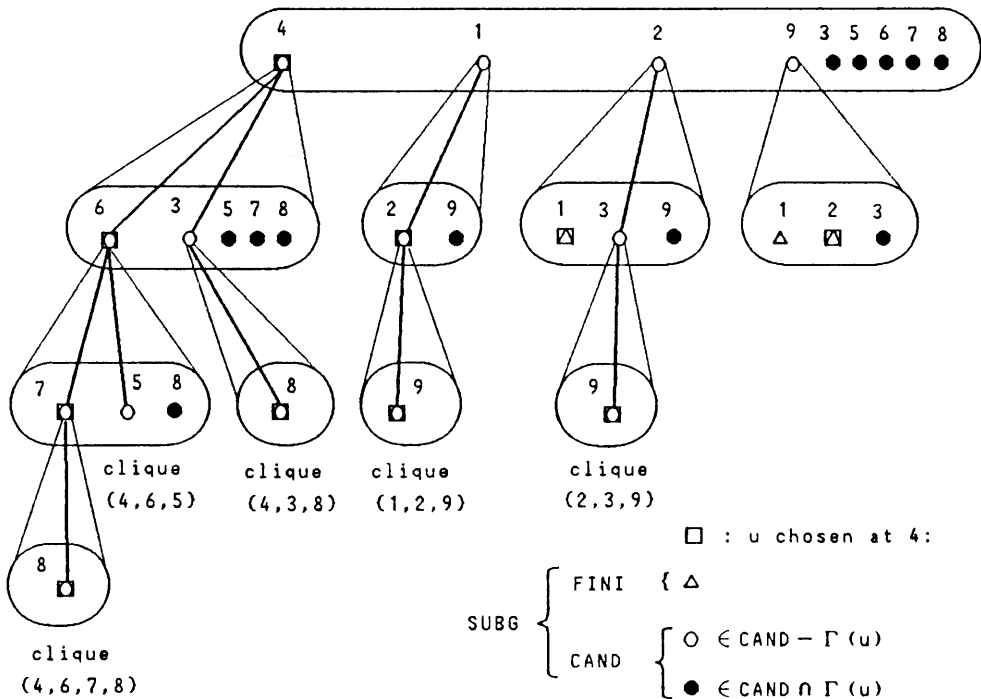 4 1 2 9 3 5 6 7 8
6 3 5 7 8 2 9 1 3 9 1 2 3
7 5 8 8 9 9
clique clique clique clique
(4,6,5) (4,3,8) (1,2,9) (2,3,9)
: u chosen at 4:
8
FINI {
SUBG
clique
CAND
∈ CAND − Γ (u)
(4,6,7,8)
∈ CAND ∩ Γ (u)